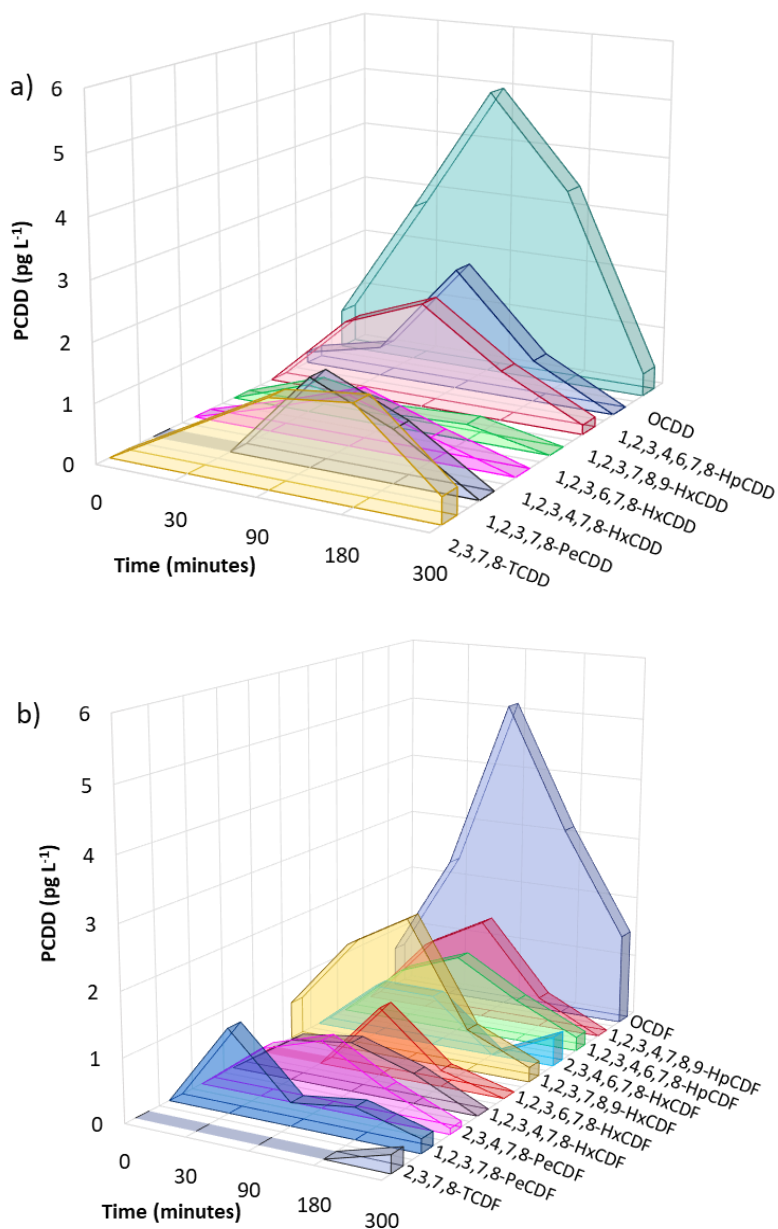 a)
6
5
4
3
2
1
0
PCDD (pg L-1)
0
30
90
180
300
Time (minutes)
OCDD
1,2,3,4,6,7,8-HpCDD
1,2,3,7,8,9-HxCDD
1,2,3,6,7,8-HxCDD
1,2,3,4,7,8-HxCDD
1,2,3,7,8-PeCDD
2,3,7,8-TCDD
b)
6
5
4
3
2
1
0
PCDD (pg L-1)
0
30
90
180
300
Time (minutes)
OCDF
1,2,3,4,7,8,9-HpCDF
1,2,3,4,6,7,8-HpCDF
2,3,4,6,7,8-HxCDF
1,2,3,7,8,9-HxCDF
1,2,3,6,7,8-HxCDF
1,2,3,4,7,8-HxCDF
2,3,4,7,8-PeCDF
1,2,3,7,8-PeCDF
2,3,7,8-TCDF